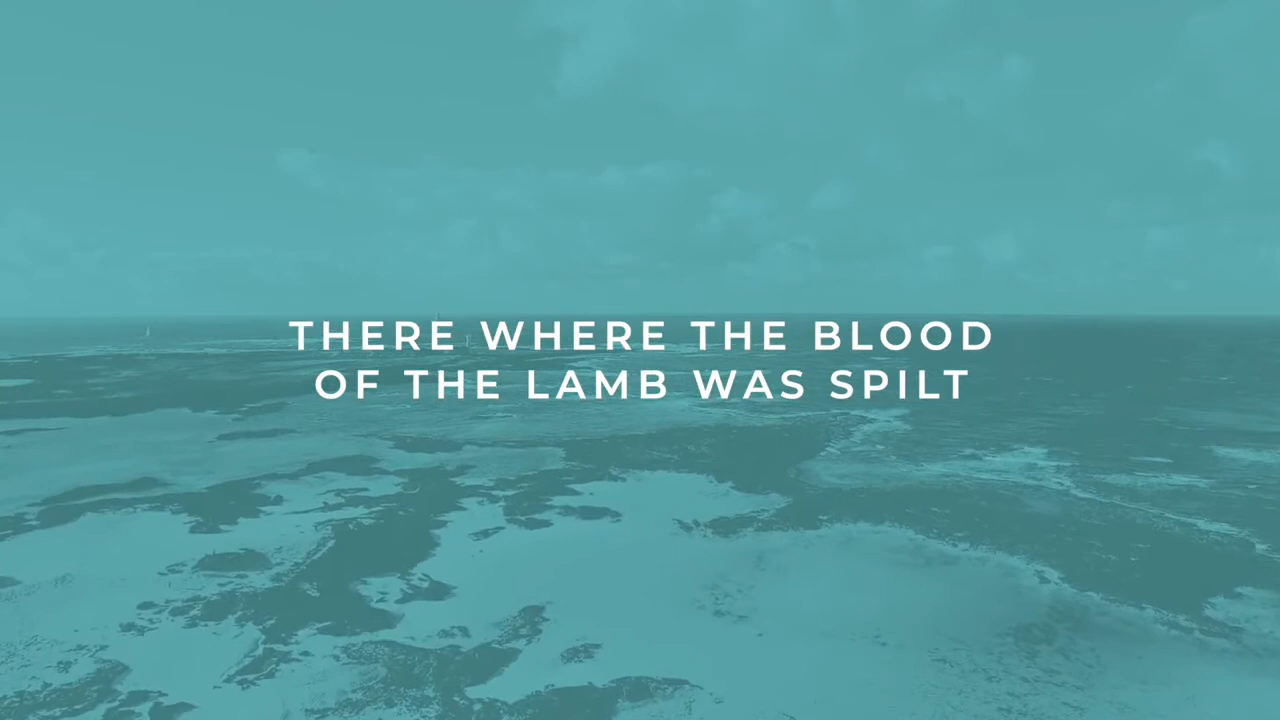 THERE WHERE THE BLOOD
OF THE LAMB WAS SPILT